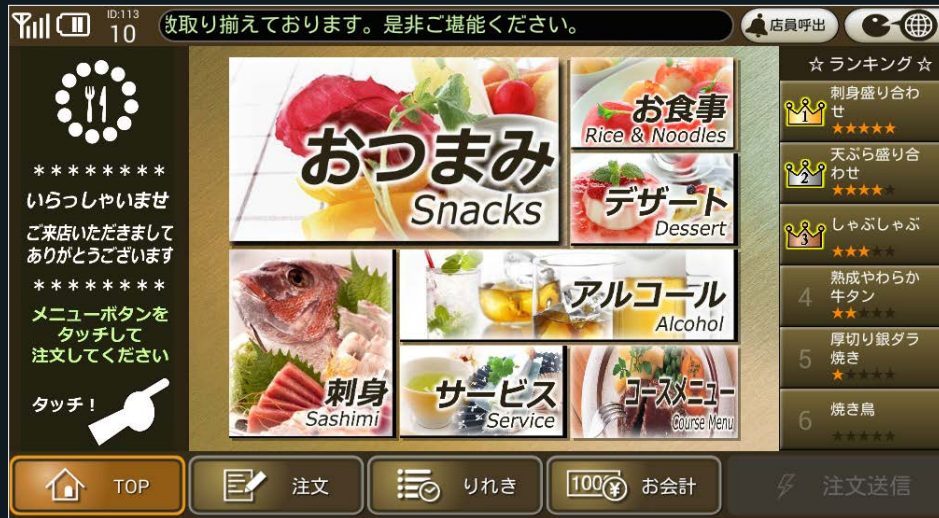 ID:113
10
取り揃えております。是非ご堪能ください。
店員呼出
********
いらっしゃいませ
ご来店いただきまして
ありがとうございます
********
メニューボタンを
タッチして
注文してください
タッチ！
おつまみ
Snacks
お食事
Rice & Noodles
デザート
Dessert
刺身
Sashimi
アルコール
Alcohol
サービス
Service
コースメニュー
Course Menu
☆ランキング☆
1
刺身盛り合わ
せ
★★★★★
2
天ぷら盛り合
わせ
★★★★★
3
しゃぶしゃぶ
★★★★★
4
熟成やわらか
牛タン
★★★★★
5
厚切り銀ダラ
焼き
★★★★★
6
焼き鳥
★★★★★
TOP
注文
りれき
100
¥
お会計
注文送信